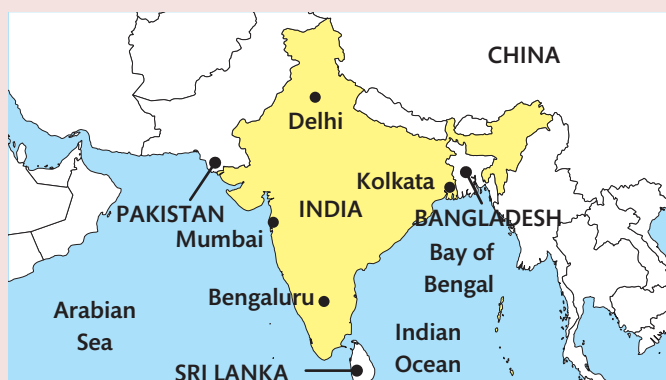 CHINA
Delhi
Kolkata
PAKISTAN
INDIA
BANGLADESH
Mumbai
Bay of
Bengal
Bengaluru
Arabian
Sea
Indian
Ocean
SRI LANKA